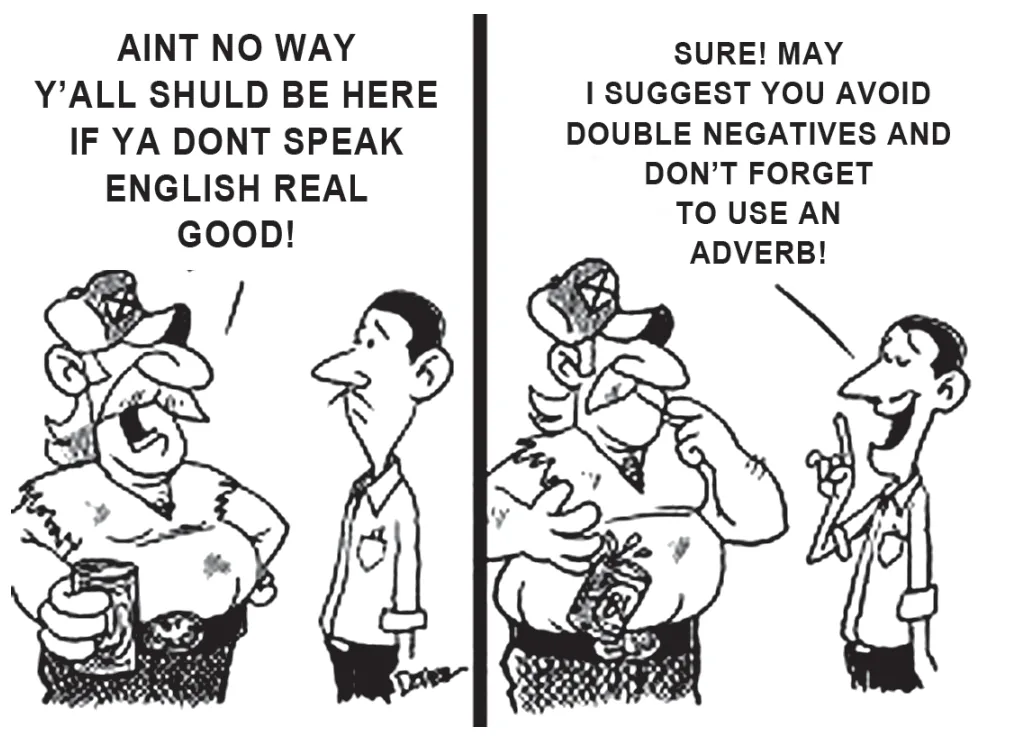 AINT NO WAY
Y'ALL SHULD BE HERE
IF YA DONT SPEAK
ENGLISH REAL
GOOD!
SURE! MAY
I SUGGEST YOU AVOID
DOUBLE NEGATIVES AND
DON'T FORGET
TO USE AN
ADVERB!